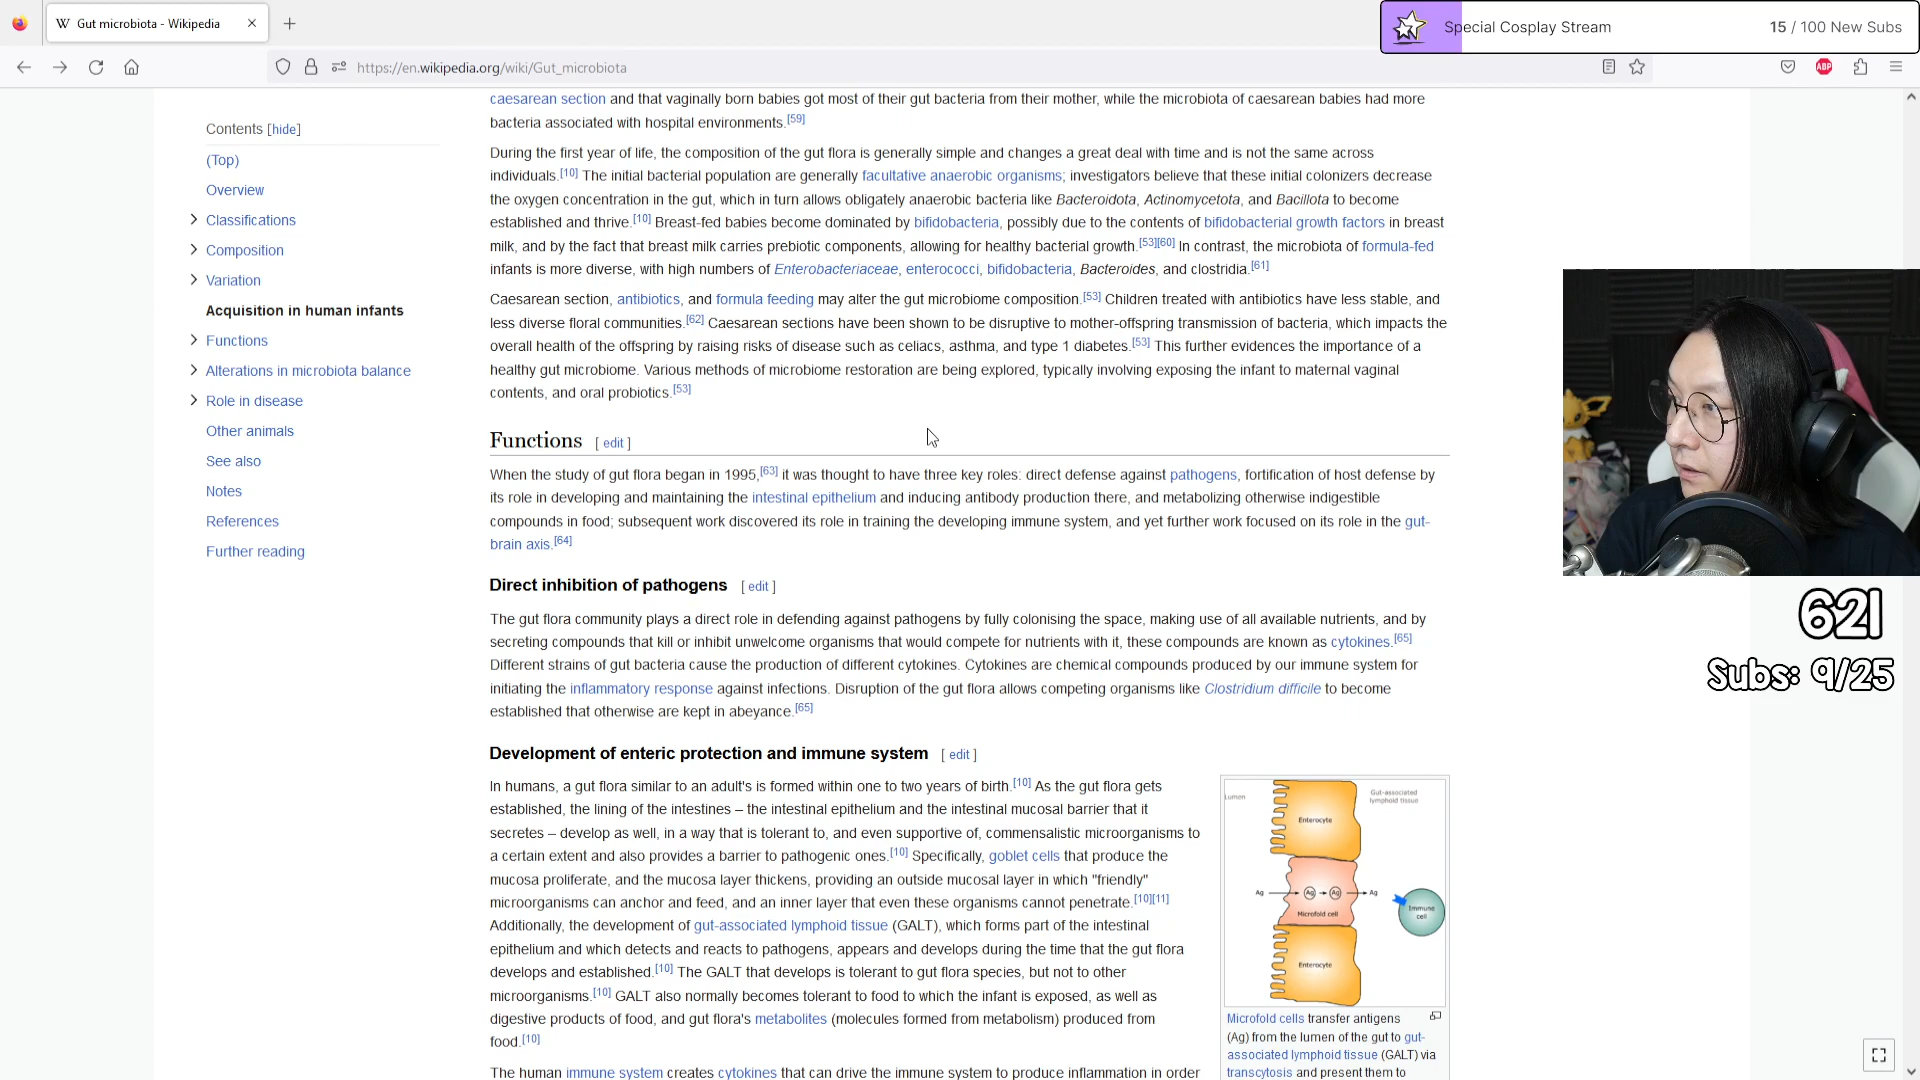 Gut microbiota - Wikipedia
Special Cosplay Stream
15 / 100 New Subs
https://en.wikipedia.org/wiki/Gut_microbiota
ABP
Contents [hide]
(Top)
Overview
Classifications
Composition
Variation
Acquisition in human infants
Functions
Alterations in microbiota balance
Role in disease
Other animals
See also
Notes
References
Further reading
caesarean section and that vaginally born babies got most of their gut bacteria from their mother, while the microbiota of caesarean babies had more
bacteria associated with hospital environments.[59]
During the first year of life, the composition of the gut flora is generally simple and changes a great deal with time and is not the same across
individuals.[10] The initial bacterial population are generally facultative anaerobic organisms; investigators believe that these initial colonizers decrease
the oxygen concentration in the gut, which in turn allows obligately anaerobic bacteria like Bacteroidota, Actinomycetota, and Bacillota to become
established and thrive.[10] Breast-fed babies become dominated by bifidobacteria, possibly due to the contents of bifidobacterial growth factors in breast
milk, and by the fact that breast milk carries prebiotic components, allowing for healthy bacterial growth.[53][60] In contrast, the microbiota of formula-fed
infants is more diverse, with high numbers of Enterobacteriaceae, enterococci, bifidobacteria, Bacteroides, and clostridia.[61]
Caesarean section, antibiotics, and formula feeding may alter the gut microbiome composition.[53] Children treated with antibiotics have less stable, and
less diverse floral communities.[62] Caesarean sections have been shown to be disruptive to mother-offspring transmission of bacteria, which impacts the
overall health of the offspring by raising risks of disease such as celiacs, asthma, and type 1 diabetes.[53] This further evidences the importance of a
healthy gut microbiome. Various methods of microbiome restoration are being explored, typically involving exposing the infant to maternal vaginal
contents, and oral probiotics.[53]
Functions [ edit ]
When the study of gut flora began in 1995,[63] it was thought to have three key roles: direct defense against pathogens, fortification of host defense by
its role in developing and maintaining the intestinal epithelium and inducing antibody production there, and metabolizing otherwise indigestible
compounds in food; subsequent work discovered its role in training the developing immune system, and yet further work focused on its role in the gut-
brain axis.[64]
Direct inhibition of pathogens [ edit ]
The gut flora community plays a direct role in defending against pathogens by fully colonising the space, making use of all available nutrients, and by
secreting compounds that kill or inhibit unwelcome organisms that would compete for nutrients with it, these compounds are known as cytokines.[65]
Different strains of gut bacteria cause the production of different cytokines. Cytokines are chemical compounds produced by our immune system for
initiating the inflammatory response against infections. Disruption of the gut flora allows competing organisms like Clostridium difficile to become
established that otherwise are kept in abeyance.[65]
Development of enteric protection and immune system [ edit ]
In humans, a gut flora similar to an adult's is formed within one to two years of birth.[10] As the gut flora gets
established, the lining of the intestines – the intestinal epithelium and the intestinal mucosal barrier that it
secretes – develop as well, in a way that is tolerant to, and even supportive of, commensalistic microorganisms to
a certain extent and also provides a barrier to pathogenic ones.[10] Specifically, goblet cells that produce the
mucosa proliferate, and the mucosa layer thickens, providing an outside mucosal layer in which "friendly"
microorganisms can anchor and feed, and an inner layer that even these organisms cannot penetrate.[10][11]
Additionally, the development of gut-associated lymphoid tissue (GALT), which forms part of the intestinal
epithelium and which detects and reacts to pathogens, appears and develops during the time that the gut flora
develops and established.[10] The GALT that develops is tolerant to gut flora species, but not to other
microorganisms.[10] GALT also normally becomes tolerant to food to which the infant is exposed, as well as
digestive products of food, and gut flora's metabolites (molecules formed from metabolism) produced from
food.[10]
The human immune system creates cytokines that can drive the immune system to produce inflammation in order
Lumen
Gut-associated
lymphoid tissue
Enterocyte
Ag
Ag
Ag
Ag
Microfold cell
Immune
cell
Enterocyte
Microfold cells transfer antigens
(Ag) from the lumen of the gut to gut-
associated lymphoid tissue (GALT) via
transcytosis and present them to
621
Subs: 9/25